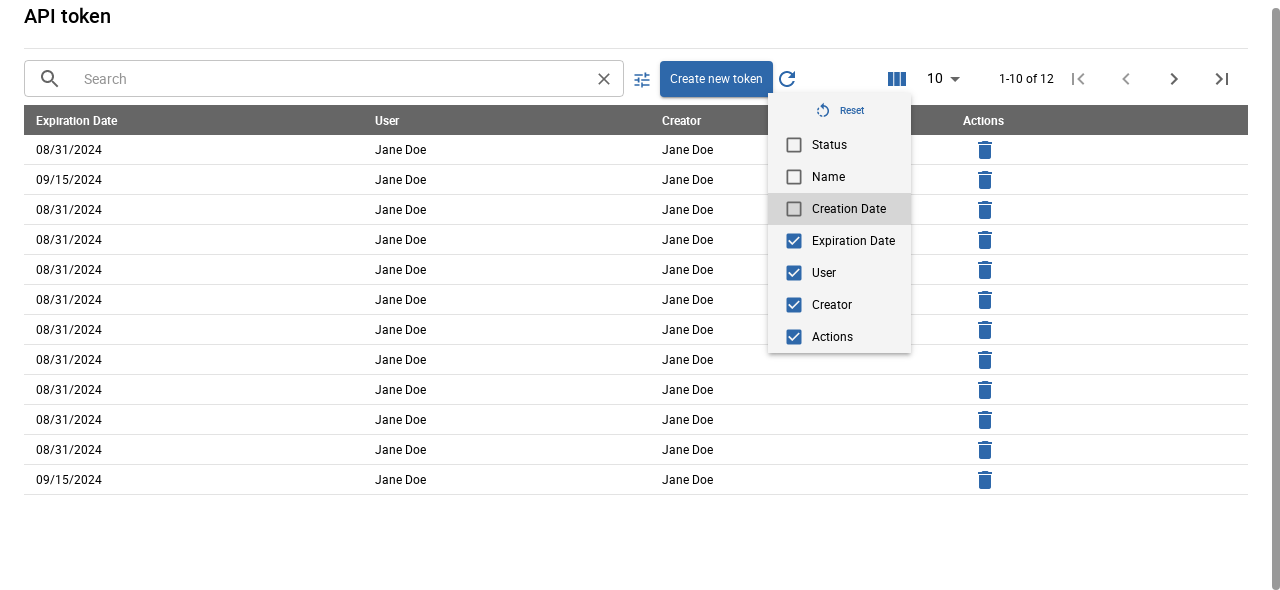 API token
Search
Create new token
10
1-10 of 12
Expiration Date User Creator Actions
Reset
Status
Name
Creation Date
Expiration Date
User
Creator
Actions
08/31/2024 Jane Doe Jane Doe
09/15/2024 Jane Doe Jane Doe
08/31/2024 Jane Doe Jane Doe
08/31/2024 Jane Doe Jane Doe
08/31/2024 Jane Doe Jane Doe
08/31/2024 Jane Doe Jane Doe
08/31/2024 Jane Doe Jane Doe
08/31/2024 Jane Doe Jane Doe
08/31/2024 Jane Doe Jane Doe
08/31/2024 Jane Doe Jane Doe
08/31/2024 Jane Doe Jane Doe
09/15/2024 Jane Doe Jane Doe